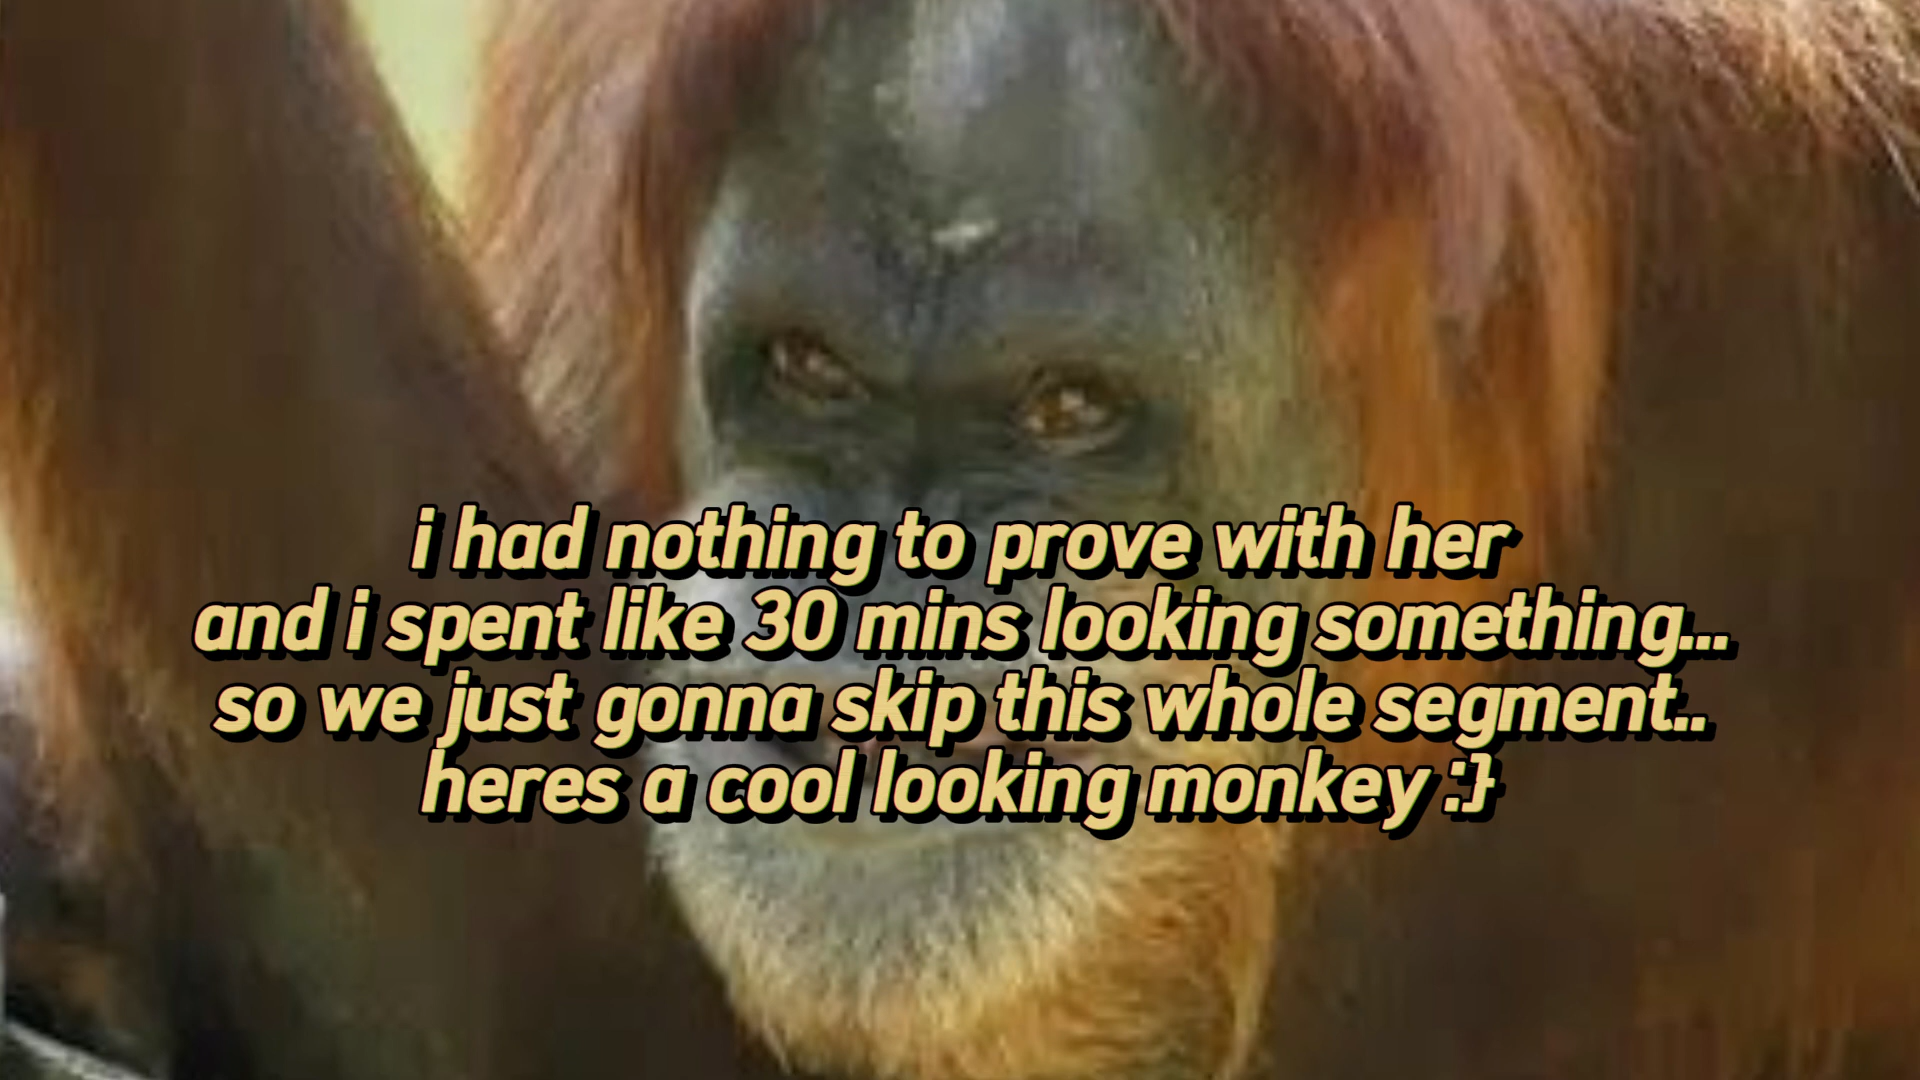 i had nothing to prove with her
and i spent like 30 mins looking something...
so we just gonna skip this whole segment..
heres a cool looking monkey :}